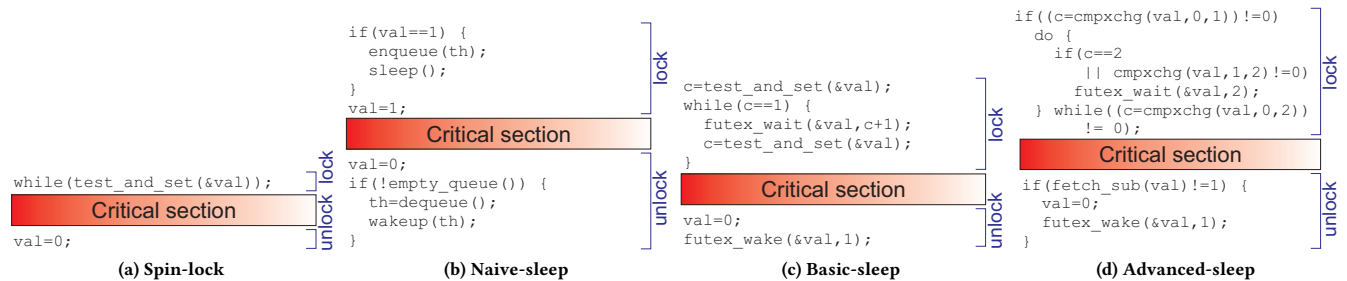 while(test_and_set(&val));
lock
Critical section
val=0;
unlock
(a) Spin-lock
if(val==1) {
enqueue(th);
sleep();
}
val=1;
lock
Critical section
val=0;
if(!empty_queue()) {
th=dequeue();
wakeup(th);
}
unlock
(b) Naive-sleep
c=test_and_set(&val);
while(c==1) {
futex_wait(&val,c+1);
c=test_and_set(&val);
}
lock
Critical section
val=0;
futex_wake(&val,1);
unlock
(c) Basic-sleep
if((c=cmpxchg(val,0,1))!=0)
do {
if(c==2
|| cmpxchg(val,1,2)!=0)
futex_wait(&val,2);
} while((c=cmpxchg(val,0,2))
!= 0);
lock
Critical section
if(fetch_sub(val)!=1) {
val=0;
futex_wake(&val,1);
}
unlock
(d) Advanced-sleep